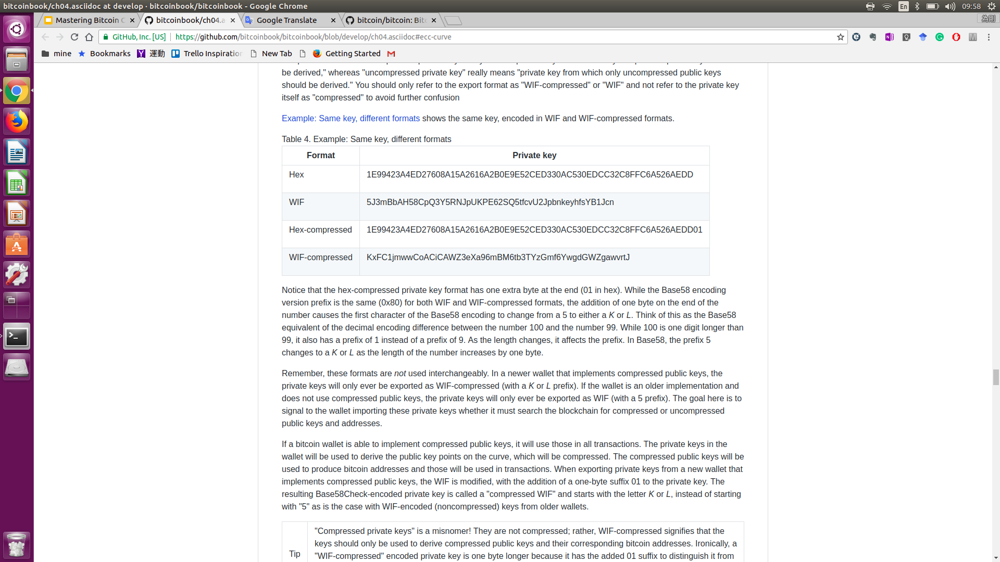 bitcoinbook/ch04.asciidoc at develop · bitcoinbook/bitcoinbook - Google Chrome
En
09:58
Mastering Bitcoin C
bitcoinbook/ch04.a
Google Translate
bitcoin/bitcoin: Bit
為剛
GitHub, Inc. [US]
https://github.com/bitcoinbook/bitcoinbook/blob/develop/ch04.asciidoc#ecc-curve
mine
Bookmarks
運動
Trello Inspiration
New Tab
Getting Started
be derived," whereas "uncompressed private key" really means "private key from which only uncompressed public keys
should be derived." You should only refer to the export format as "WIF-compressed" or "WIF" and not refer to the private key
itself as "compressed" to avoid further confusion
Example: Same key, different formats shows the same key, encoded in WIF and WIF-compressed formats.
Table 4. Example: Same key, different formats
Format Private key
Hex 1E99423A4ED27608A15A2616A2B0E9E52CED330AC530EDCC32C8FFC6A526AEDD
WIF 5J3mBbAH58CpQ3Y5RNJpUKPE62SQ5tfcvU2JpbnkeyhfsYB1Jcn
Hex-compressed 1E99423A4ED27608A15A2616A2B0E9E52CED330AC530EDCC32C8FFC6A526AEDD01
WIF-compressed KxFC1jmwwCoACiCAWZ3eXa96mBM6tb3TYzGmf6YwgdGWZgawvrtJ
Notice that the hex-compressed private key format has one extra byte at the end (01 in hex). While the Base58 encoding
version prefix is the same (0x80) for both WIF and WIF-compressed formats, the addition of one byte on the end of the
number causes the first character of the Base58 encoding to change from a 5 to either a K or L. Think of this as the Base58
equivalent of the decimal encoding difference between the number 100 and the number 99. While 100 is one digit longer than
99, it also has a prefix of 1 instead of a prefix of 9. As the length changes, it affects the prefix. In Base58, the prefix 5
changes to a K or L as the length of the number increases by one byte.
Remember, these formats are not used interchangeably. In a newer wallet that implements compressed public keys, the
private keys will only ever be exported as WIF-compressed (with a K or L prefix). If the wallet is an older implementation and
does not use compressed public keys, the private keys will only ever be exported as WIF (with a 5 prefix). The goal here is to
signal to the wallet importing these private keys whether it must search the blockchain for compressed or uncompressed
public keys and addresses.
If a bitcoin wallet is able to implement compressed public keys, it will use those in all transactions. The private keys in the
wallet will be used to derive the public key points on the curve, which will be compressed. The compressed public keys will be
used to produce bitcoin addresses and those will be used in transactions. When exporting private keys from a new wallet that
implements compressed public keys, the WIF is modified, with the addition of a one-byte suffix 01 to the private key. The
resulting Base58Check-encoded private key is called a "compressed WIF" and starts with the letter K or L, instead of starting
with "5" as is the case with WIF-encoded (noncompressed) keys from older wallets.
"Compressed private keys" is a misnomer! They are not compressed; rather, WIF-compressed signifies that the
keys should only be used to derive compressed public keys and their corresponding bitcoin addresses. Ironically, a
Tip
"WIF-compressed" encoded private key is one byte longer because it has the added 01 suffix to distinguish it from